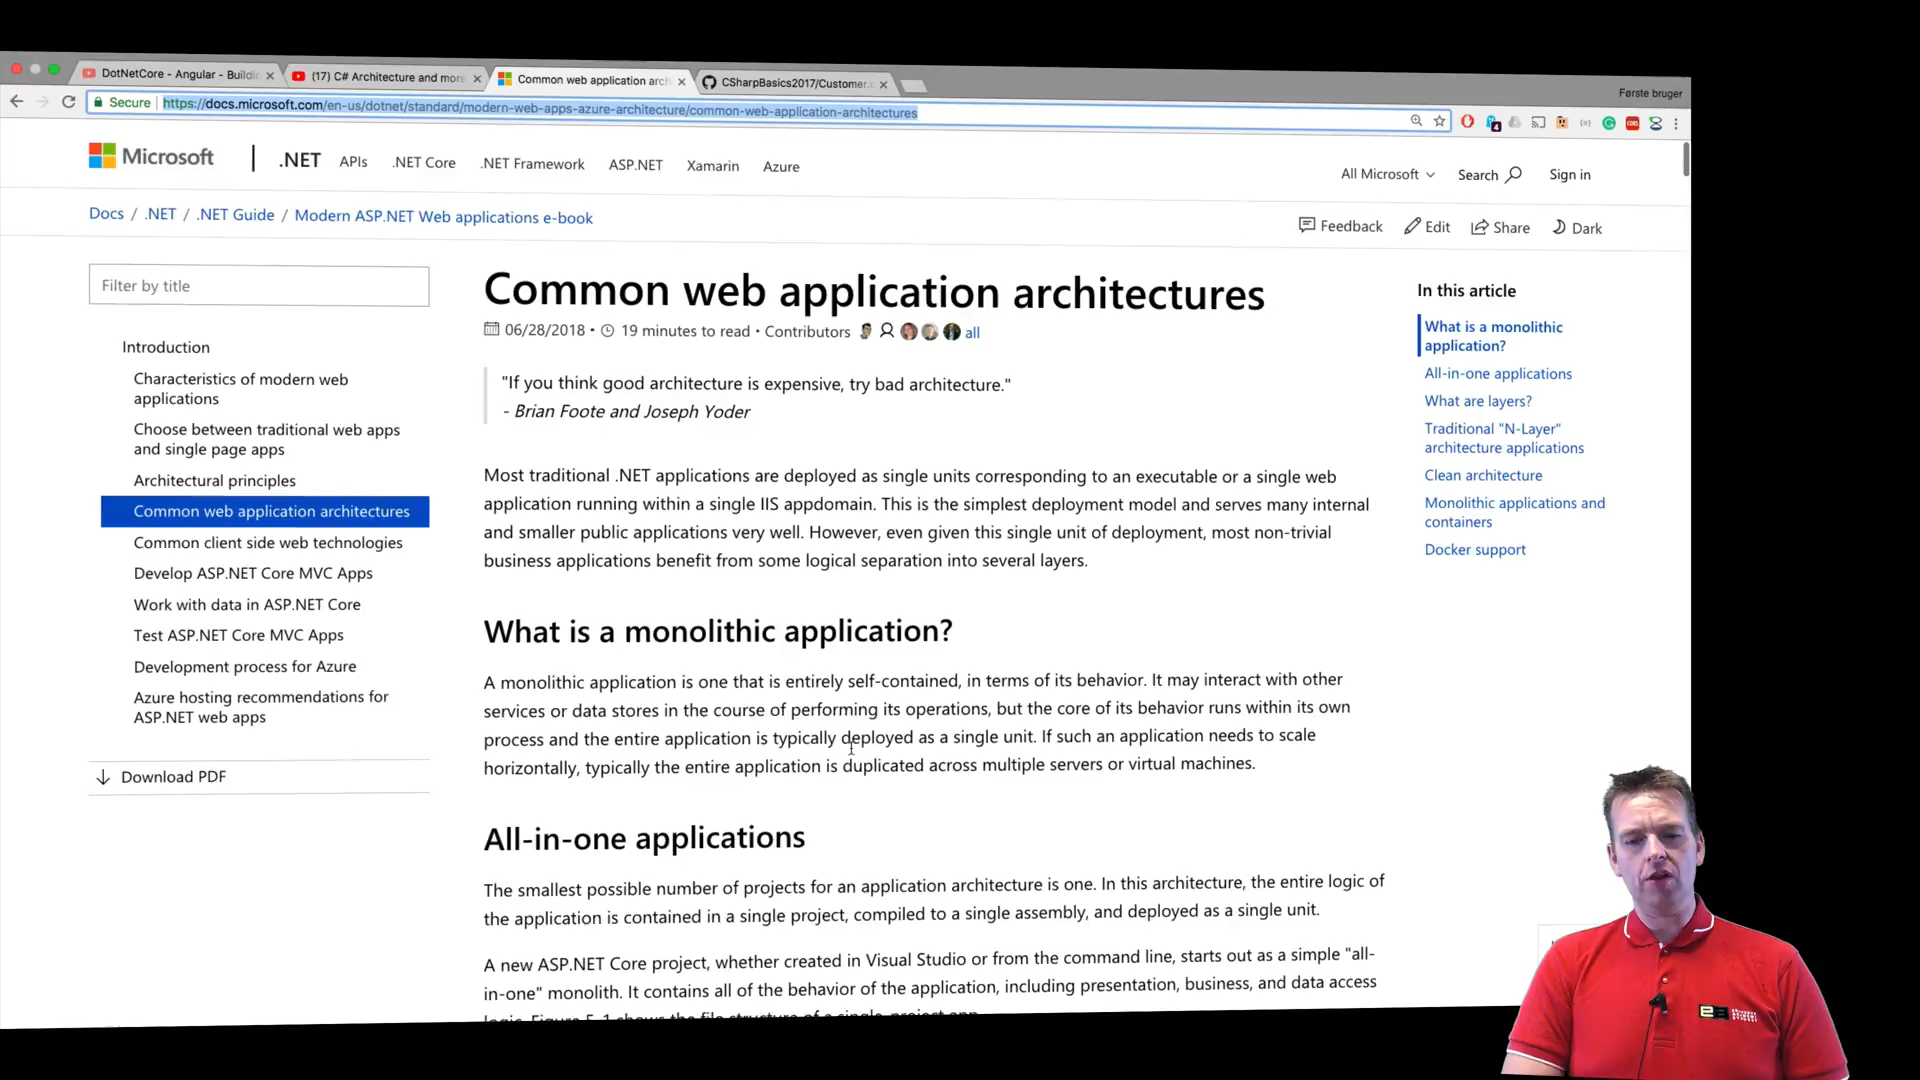 DotNetCore - Angular - Buildin
(17) C# Architecture and more
Common web application arch
CSharpBasics2017/Customer.c
Første bruger
Secure | https://docs.microsoft.com/en-us/dotnet/standard/modern-web-apps-azure-architecture/common-web-application-architectures
Microsoft | .NET APIs .NET Core .NET Framework ASP.NET Xamarin Azure
All Microsoft Search Sign in
Docs / .NET / .NET Guide / Modern ASP.NET Web applications e-book
Feedback Edit Share Dark
Filter by title
Introduction
Characteristics of modern web
applications
Choose between traditional web apps
and single page apps
Architectural principles
Common web application architectures
Common client side web technologies
Develop ASP.NET Core MVC Apps
Work with data in ASP.NET Core
Test ASP.NET Core MVC Apps
Development process for Azure
Azure hosting recommendations for
ASP.NET web apps
Download PDF
Common web application architectures
06/28/2018 • 19 minutes to read • Contributors all
"If you think good architecture is expensive, try bad architecture."
- Brian Foote and Joseph Yoder
Most traditional .NET applications are deployed as single units corresponding to an executable or a single web
application running within a single IIS appdomain. This is the simplest deployment model and serves many internal
and smaller public applications very well. However, even given this single unit of deployment, most non-trivial
business applications benefit from some logical separation into several layers.
What is a monolithic application?
A monolithic application is one that is entirely self-contained, in terms of its behavior. It may interact with other
services or data stores in the course of performing its operations, but the core of its behavior runs within its own
process and the entire application is typically deployed as a single unit. If such an application needs to scale
horizontally, typically the entire application is duplicated across multiple servers or virtual machines.
All-in-one applications
The smallest possible number of projects for an application architecture is one. In this architecture, the entire logic of
the application is contained in a single project, compiled to a single assembly, and deployed as a single unit.
A new ASP.NET Core project, whether created in Visual Studio or from the command line, starts out as a simple "all-
in-one" monolith. It contains all of the behavior of the application, including presentation, business, and data access
logic. Figure 5-1 shows the file structure of a single-project app.
In this article
What is a monolithic
application?
All-in-one applications
What are layers?
Traditional "N-Layer"
architecture applications
Clean architecture
Monolithic applications and
containers
Docker support